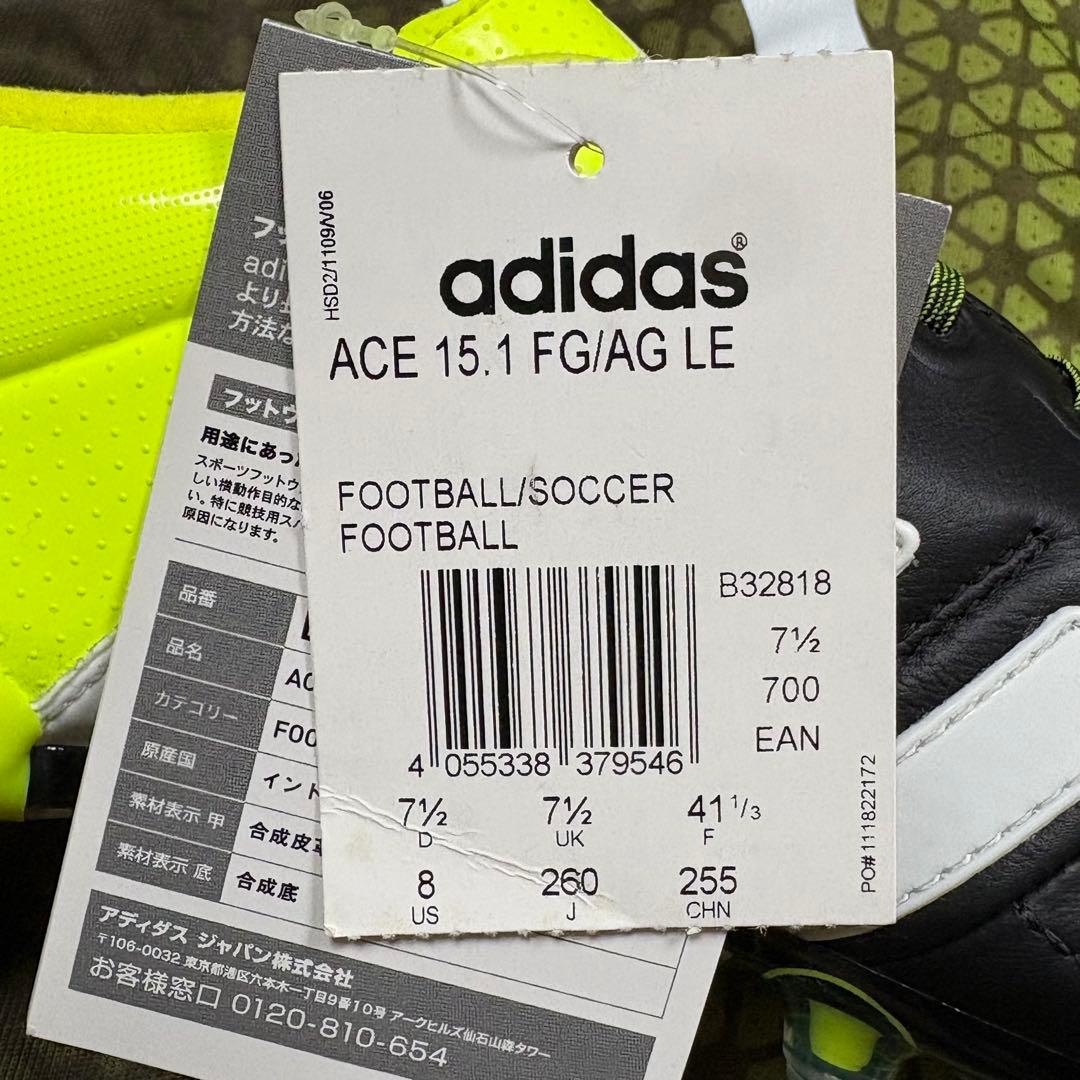 HSD2/1109/V06
adidas®
ACE 15.1 FG/AG LE
FOOTBALL/SOCCER
FOOTBALL
B32818
7½
700
EAN
4 055338 379546
7½ 7½ 41 1/3
D UK F
8 260 255
US J CHN
PO#111822172
adi
方法な
フットウ
用途にあっ
スポーツフットウ
しい横動作目的な
い。特に競技用スパ
原因になります。
品番
品名 AC
カテゴリー FOO
原産国 インド
素材表示 甲 合成皮革
素材表示 底 合成底
アディダス ジャパン株式会社
〒106-0032 東京都港区六本木一丁目9番10号 アークヒルズ仙石山森タワー
お客様窓口 0120-810-654